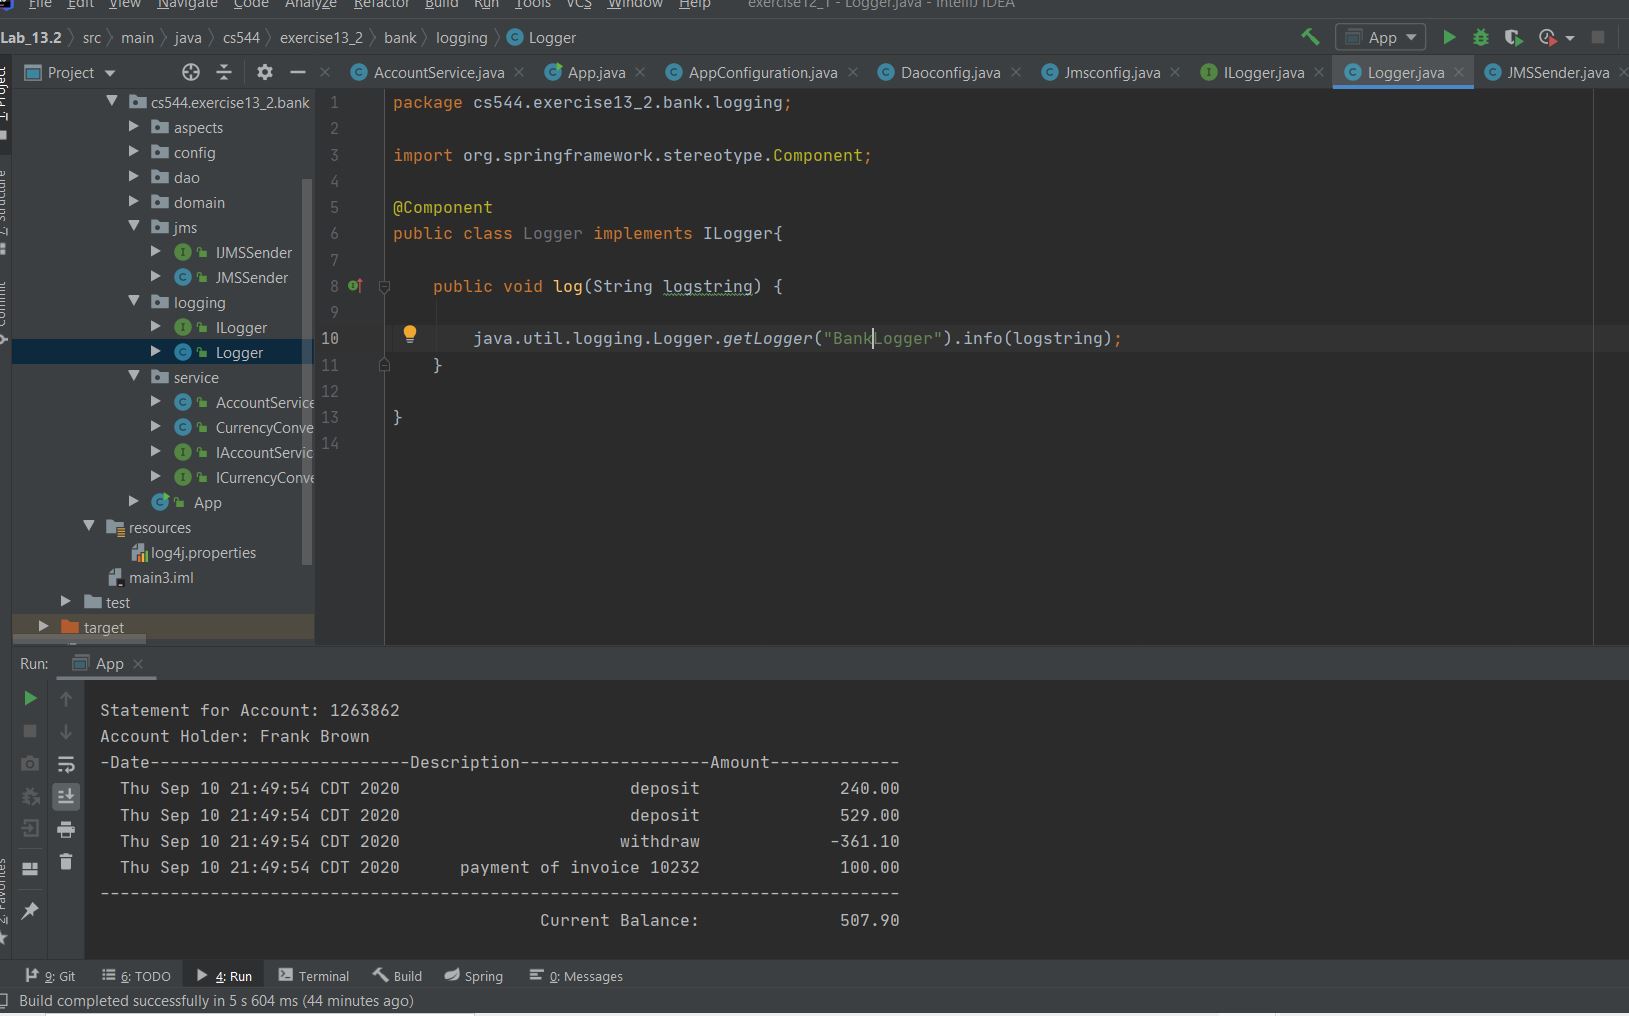 File Edit View Navigate Code Analyze Refactor Build Run Tools VCS Window Help exercise12_1 - Logger.java - IntelliJ IDEA
Lab_13.2 src main java cs544 exercise13_2 bank logging Logger App
Project AccountService.java App.java AppConfiguration.java Daoconfig.java Jmsconfig.java ILogger.java Logger.java JMSSender.java
1: Project
Commit
2: Favorites
cs544.exercise13_2.bank
aspects
config
dao
domain
jms
IJMSSender
JMSSender
logging
ILogger
Logger
service
AccountService
CurrencyConve
IAccountServic
ICurrencyConve
App
resources
log4j.properties
main3.iml
test
target
1 package cs544.exercise13_2.bank.logging;
2
3 import org.springframework.stereotype.Component;
4
5 @Component
6 public class Logger implements ILogger{
7
8 public void log(String logstring) {
9
10 java.util.logging.Logger.getLogger("BankLogger").info(logstring);
11 }
12
13 }
14
Run: App
Statement for Account: 1263862
Account Holder: Frank Brown
-Date--------------------------Description-------------------Amount-------------
Thu Sep 10 21:49:54 CDT 2020 deposit 240.00
Thu Sep 10 21:49:54 CDT 2020 deposit 529.00
Thu Sep 10 21:49:54 CDT 2020 withdraw -361.10
Thu Sep 10 21:49:54 CDT 2020 payment of invoice 10232 100.00
--------------------------------------------------------------------------------
Current Balance: 507.90
9: Git 6: TODO 4: Run Terminal Build Spring 0: Messages
Build completed successfully in 5 s 604 ms (44 minutes ago)